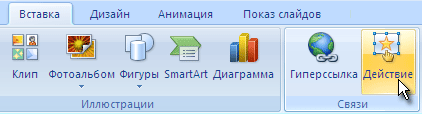 Вставка Дизайн Анимация Показ слайдов
Клип Фотоальбом Фигуры SmartArt Диаграмма Гиперссылка Действие
Иллюстрации Связи